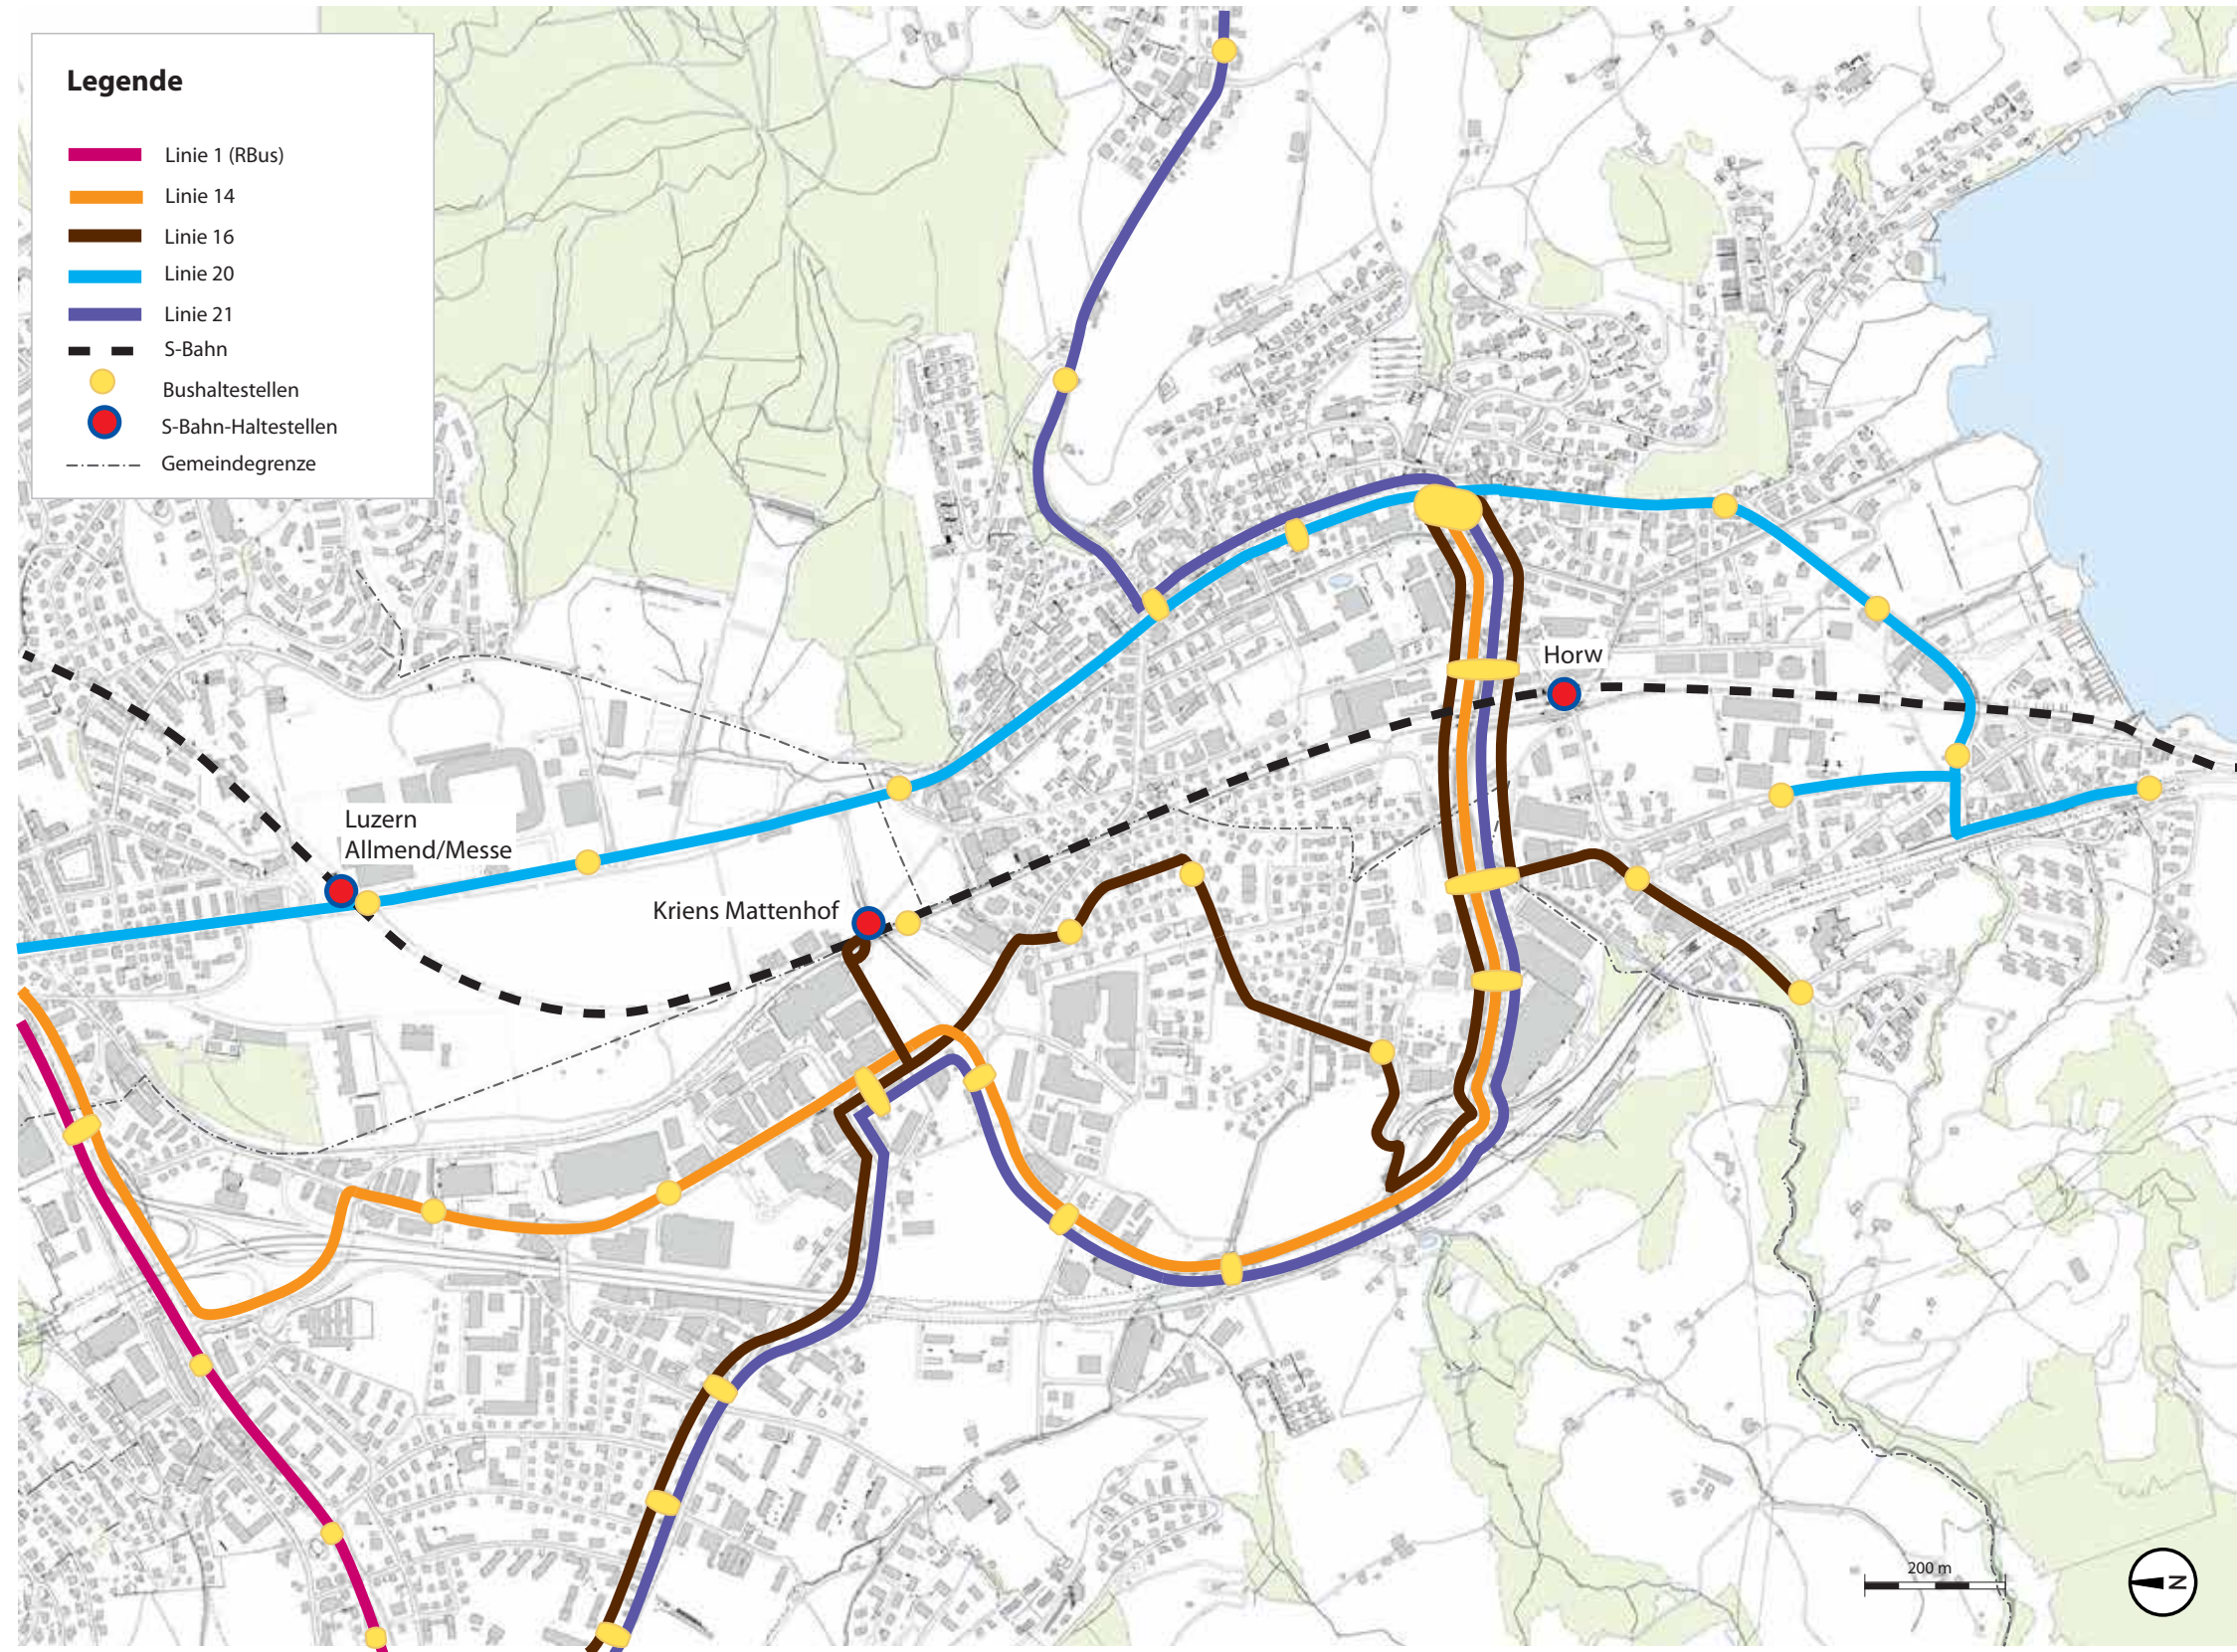 Legende
Linie 1 (RBus)
Linie 14
Linie 16
Linie 20
Linie 21
S-Bahn
Bushaltestellen
S-Bahn-Haltestellen
Gemeindegrenze
Horw
Luzern
Allmend/Messe
Kriens Mattenhof
200 m
N